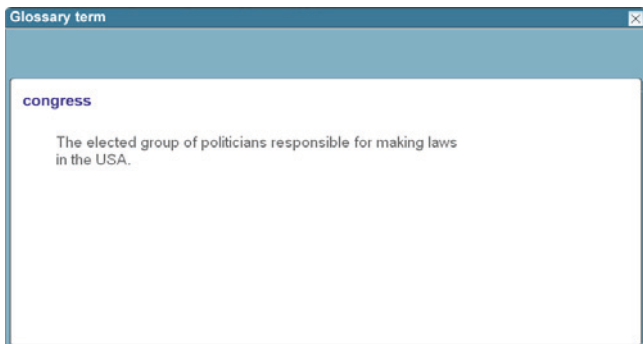 Glossary term
congress
The elected group of politicians responsible for making laws
in the USA.